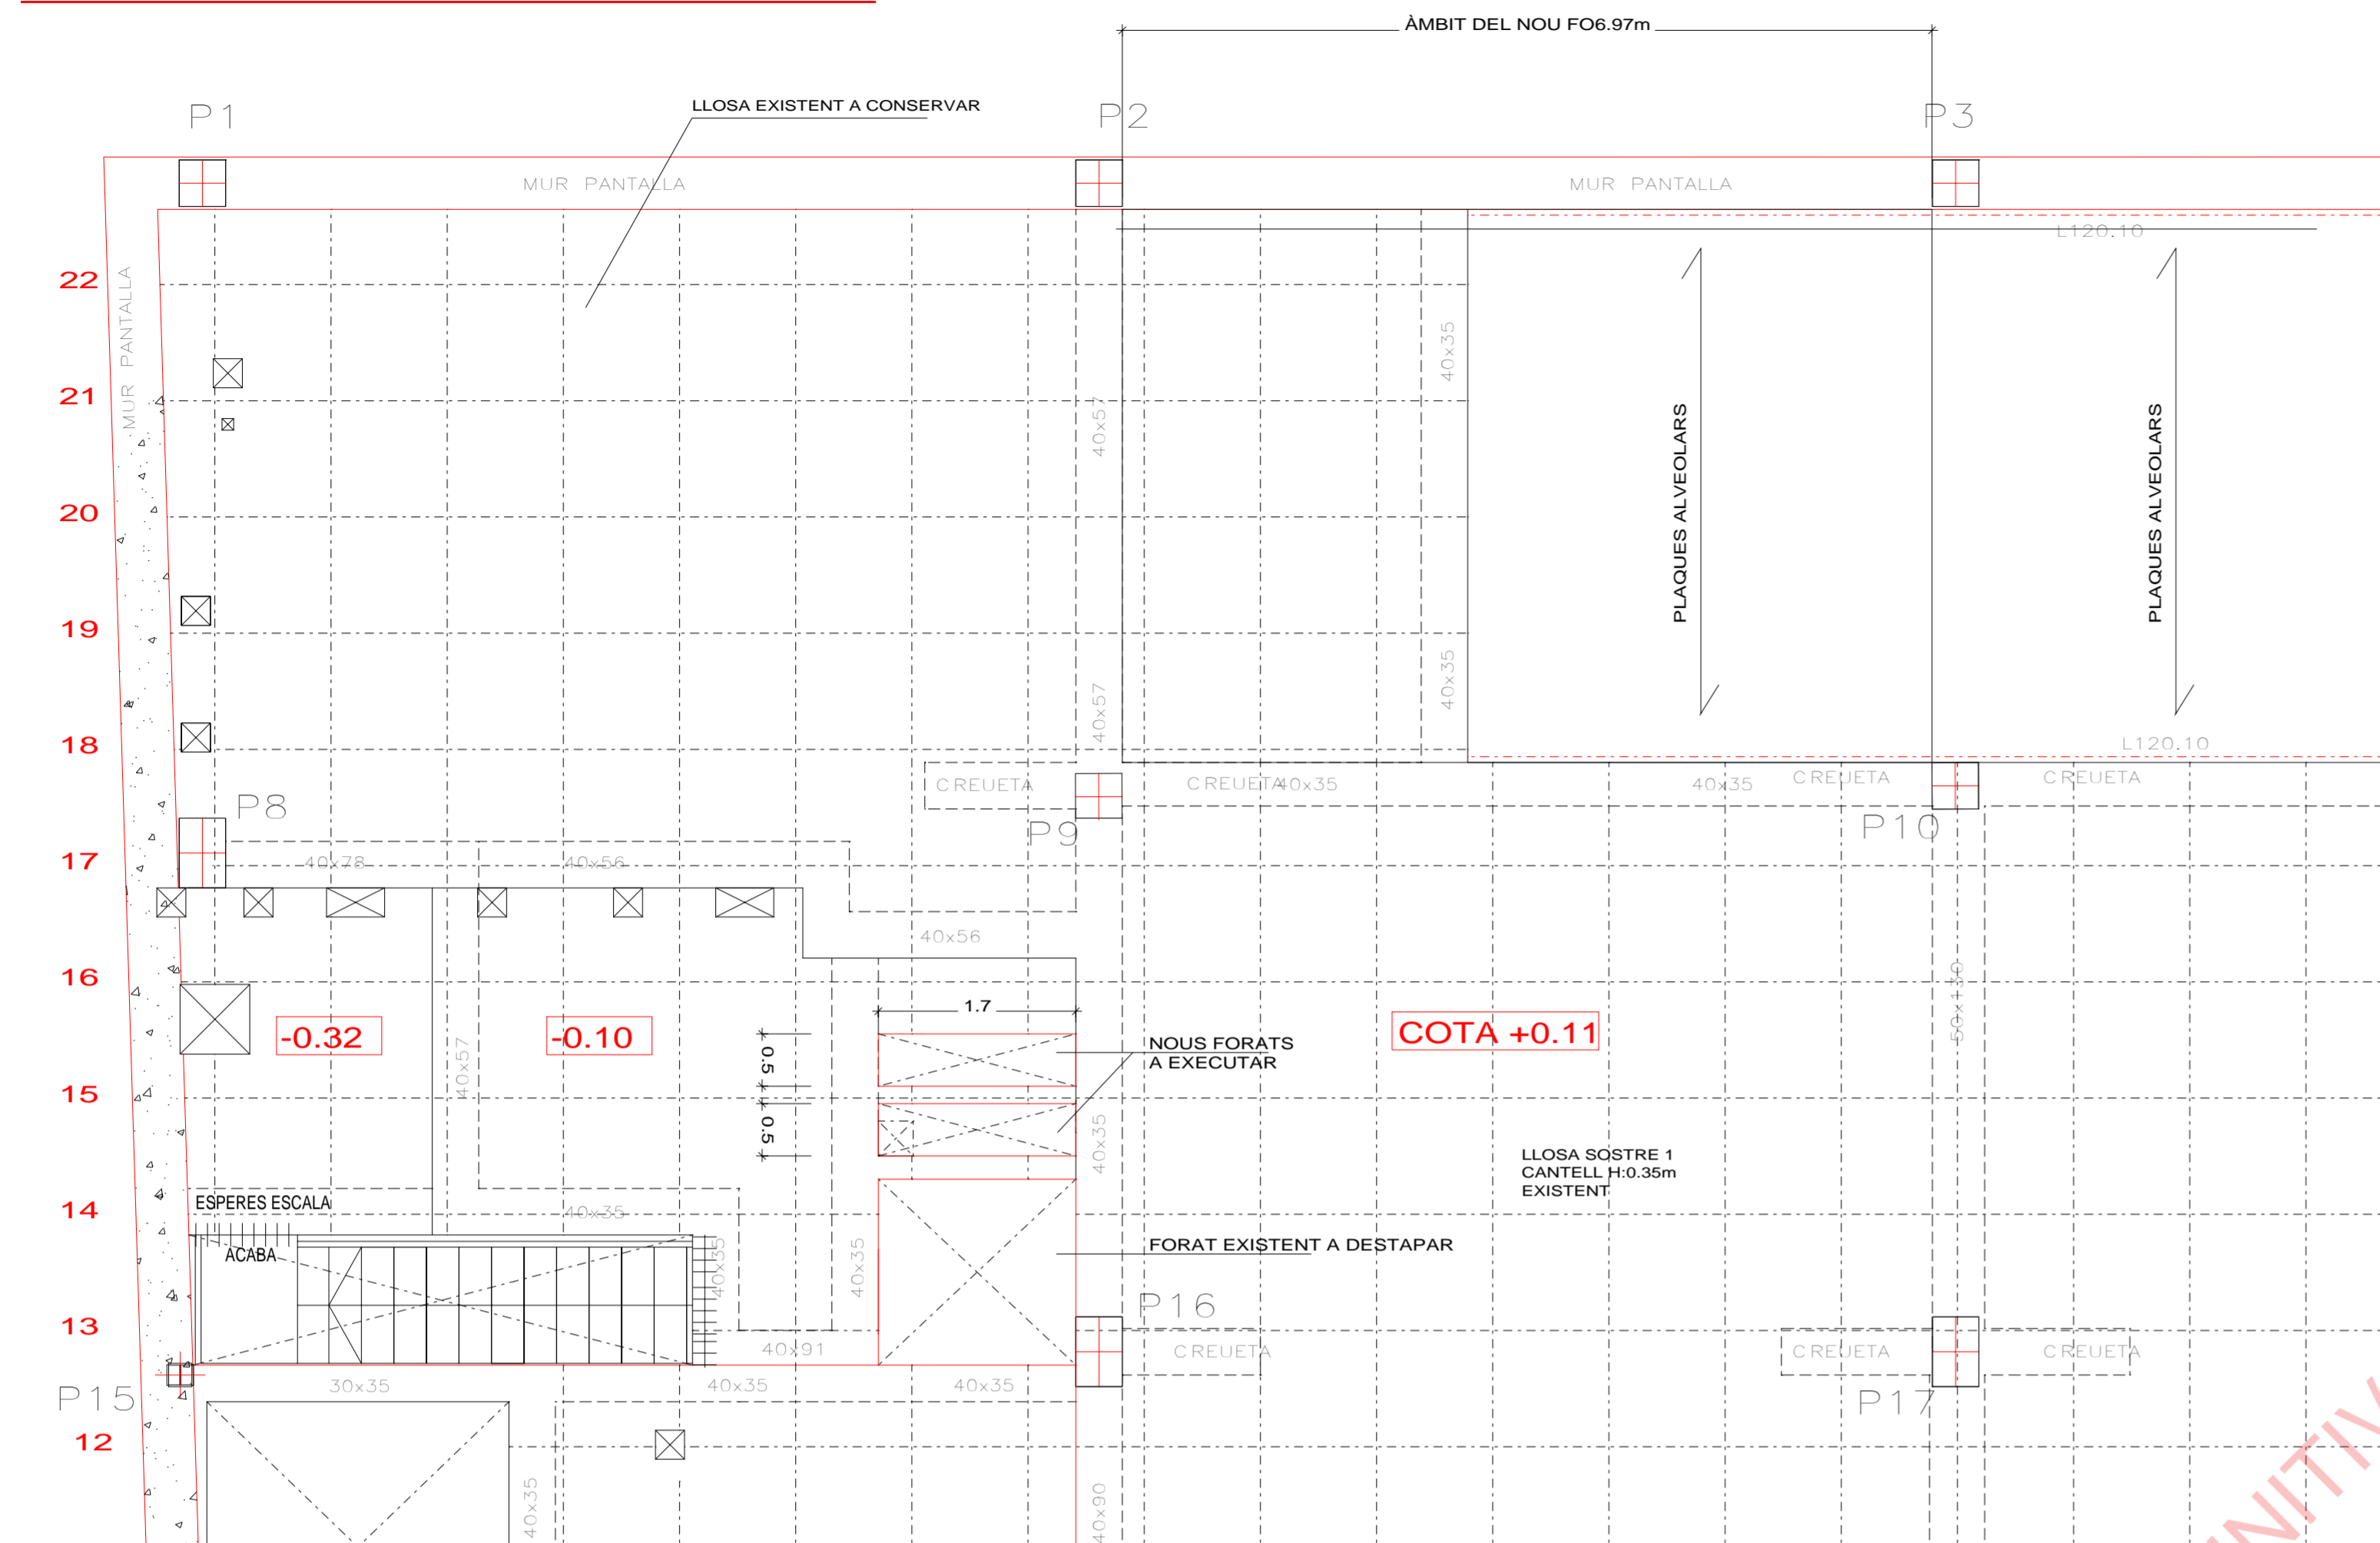 ÀMBIT DEL NOU FO6.97m
LLOSA EXISTENT A CONSERVAR
P1
P2
P3
MUR PANTALLA
MUR PANTALLA
L120.10
22
MUR PANTALLA
40x35
21
40x57
PLAQUES ALVEOLARS
PLAQUES ALVEOLARS
20
19
40x35
40x57
18
L120.10
CREUETA
CREUETA
40x35
40x35
CREUETA
CREUETA
P8
P9
P10
17
40x78
40x56
40x56
16
50x130
1.7
-0.32
-0.10
COTA +0.11
NOUS FORATS
A EXECUTAR
0.5
40x57
15
0.5
40x35
LLOSA SOSTRE 1
CANTELL H:0.35m
EXISTENT
ESPERES ESCALA
14
40x35
ACABA
40x35
40x35
FORAT EXISTENT A DESTAPAR
P16
13
40x91
CREUETA
CREUETA
CREUETA
P15
30x35
40x35
40x35
P17
12
40x35
40x90
NITIV